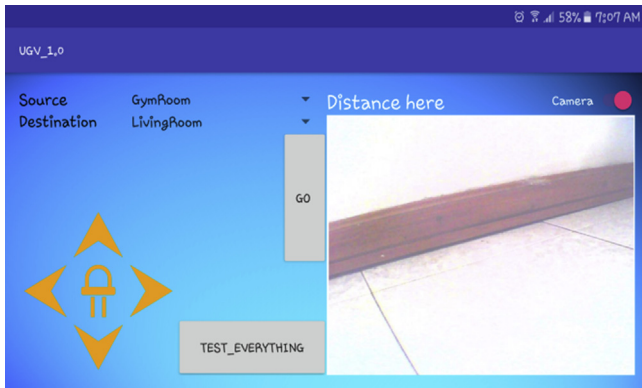 58% 7:07 AM
UGV_1.0
Source GymRoom
Destination LivingRoom
Distance here
Camera
GO
TEST_EVERYTHING